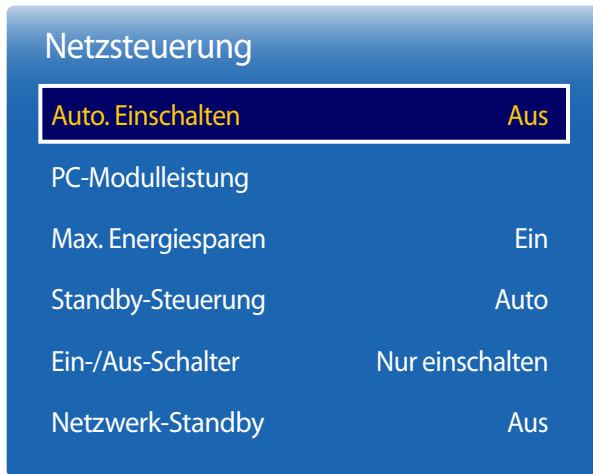 Netzsteuerung
Auto. Einschalten Aus
PC-Modulleistung
Max. Energiesparen Ein
Standby-Steuerung Auto
Ein-/Aus-Schalter Nur einschalten
Netzwerk-Standby Aus